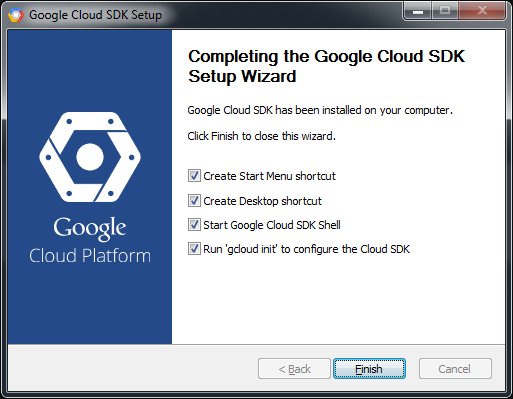 Google Cloud SDK Setup
Completing the Google Cloud SDK
Setup Wizard
Google Cloud SDK has been installed on your computer.
Click Finish to close this wizard.
Create Start Menu shortcut
Create Desktop shortcut
Start Google Cloud SDK Shell
Run 'gcloud init' to configure the Cloud SDK
Google
Cloud Platform
< Back
Finish
Cancel